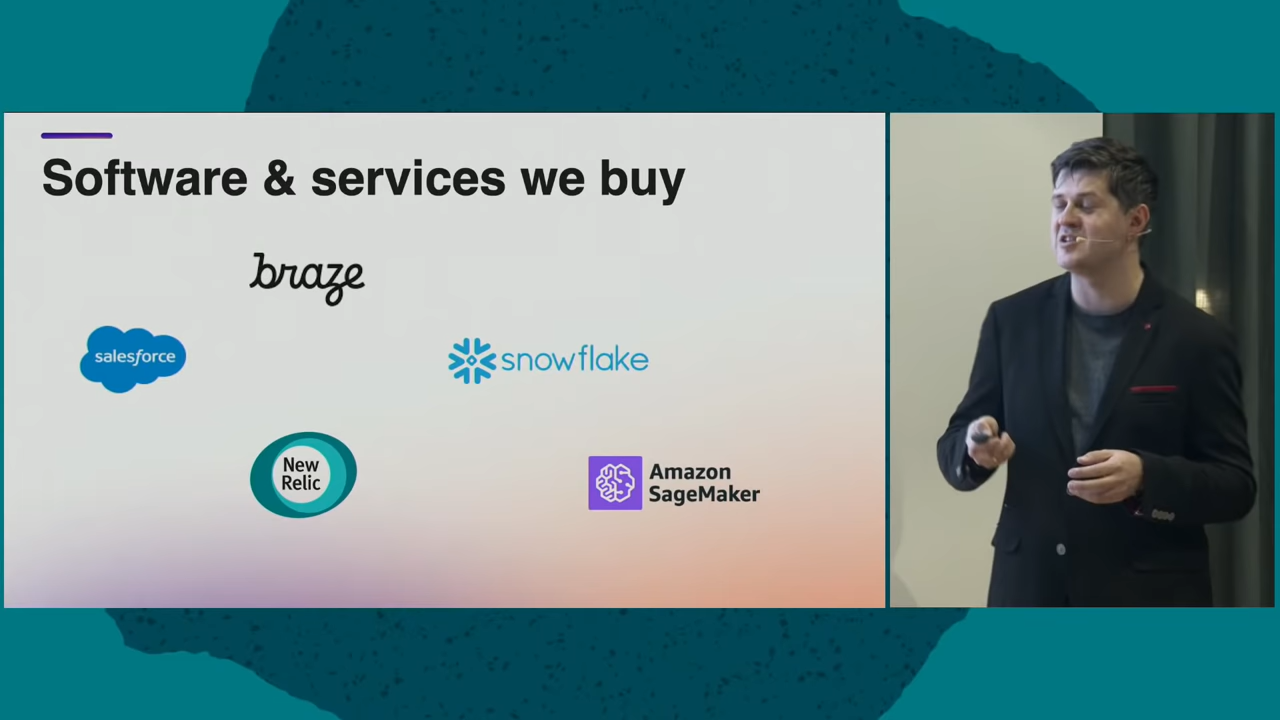 Software & services we buy
braze
salesforce
snowflake
New
Relic
Amazon
SageMaker